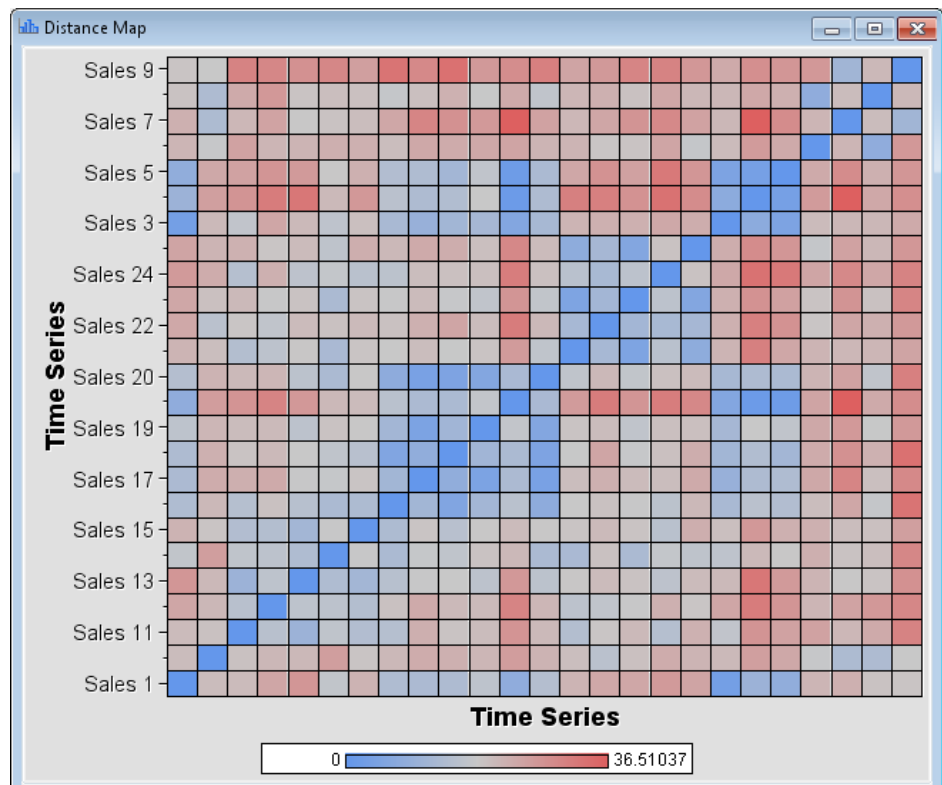 Distance Map
Sales 9
Sales 7
Sales 5
Sales 3
Sales 24
Sales 22
Sales 20
Sales 19
Sales 17
Sales 15
Sales 13
Sales 11
Sales 1
Time Series
Time Series
0 36.51037